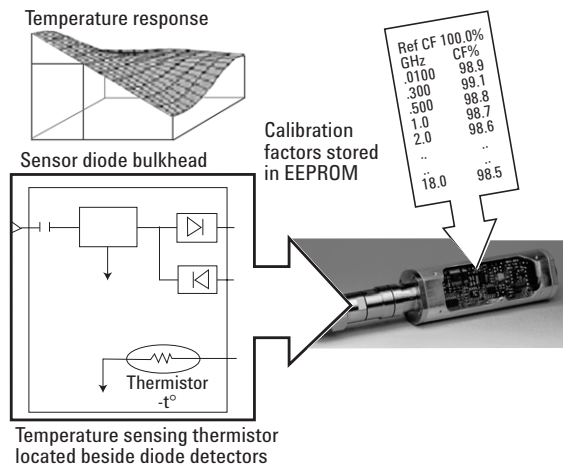 Temperature response
Ref CF 100.0%
GHz CF%
.0100 98.9
.300 99.1
.500 98.8
1.0 98.7
2.0 98.6
.. ..
.. ..
18.0 98.5
Calibration
factors stored
in EEPROM
Sensor diode bulkhead
Thermistor
-t°
Temperature sensing thermistor
located beside diode detectors